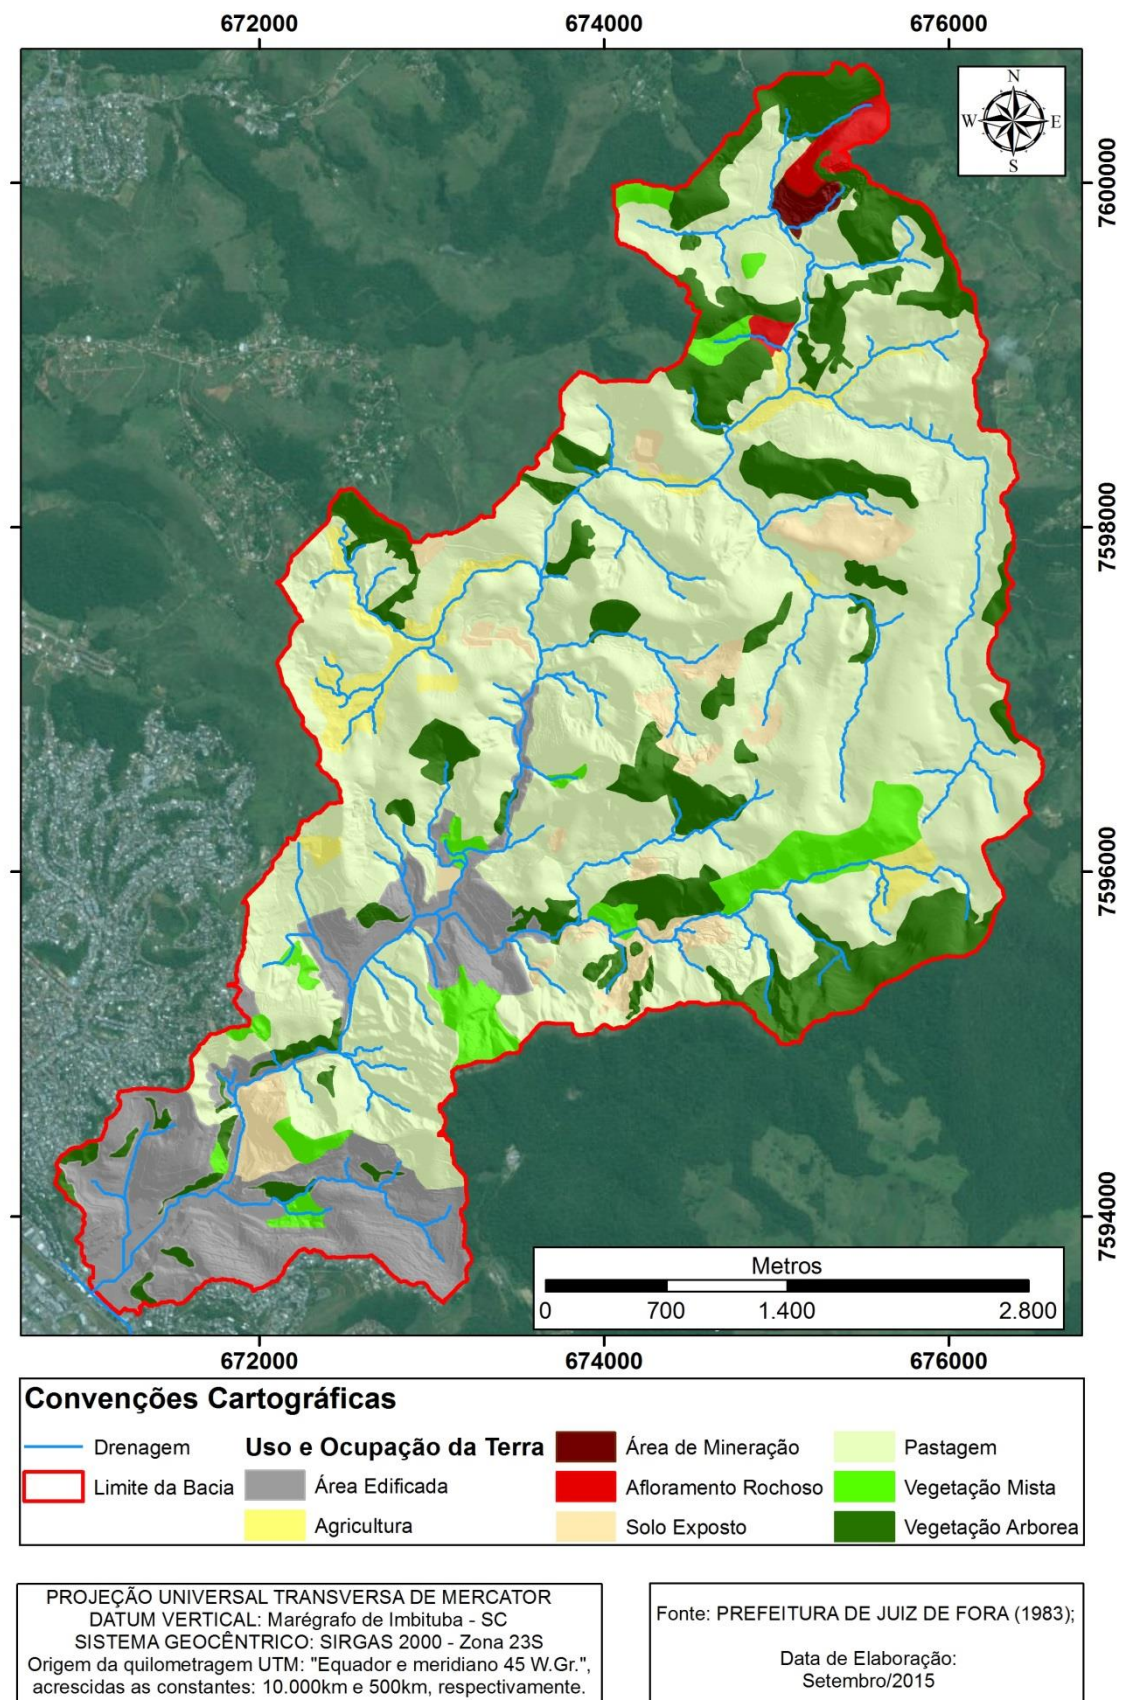 672000 674000 676000
N
W E
S
7600000
7598000
7596000
7594000
Metros
0 700 1.400 2.800
672000 674000 676000
Convenções Cartográficas
Drenagem
Limite da Bacia
Uso e Ocupação da Terra
Área Edificada
Agricultura
Área de Mineração
Afloramento Rochoso
Solo Exposto
Pastagem
Vegetação Mista
Vegetação Arborea
PROJEÇÃO UNIVERSAL TRANSVERSA DE MERCATOR
DATUM VERTICAL: Marégrafo de Imbituba - SC
SISTEMA GEOCÊNTRICO: SIRGAS 2000 - Zona 23S
Origem da quilometragem UTM: "Equador e meridiano 45 W.Gr.",
acrescidas as constantes: 10.000km e 500km, respectivamente.
Fonte: PREFEITURA DE JUIZ DE FORA (1983);
Data de Elaboração:
Setembro/2015